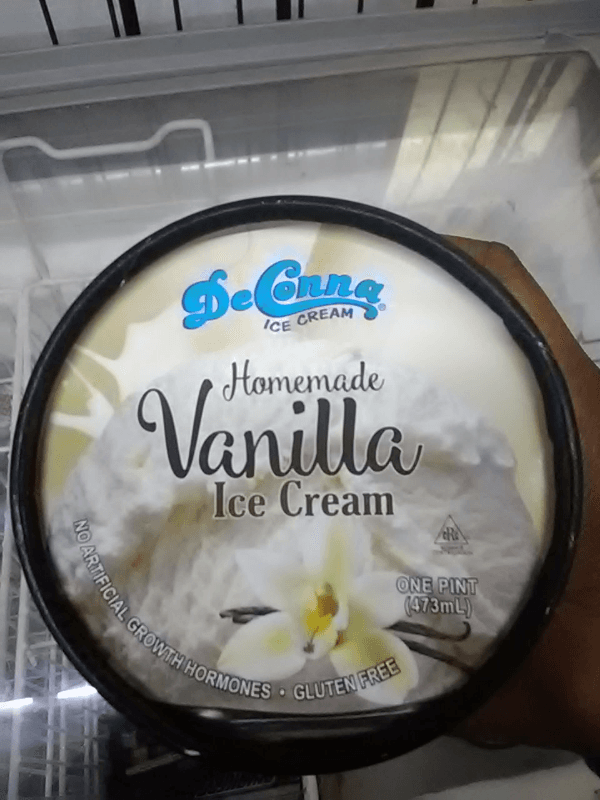 DeConna®
ICE CREAM
Homemade
Vanilla
Ice Cream
ONE PINT
(473mL)
NO ARTIFICIAL GROWTH HORMONES • GLUTEN FREE